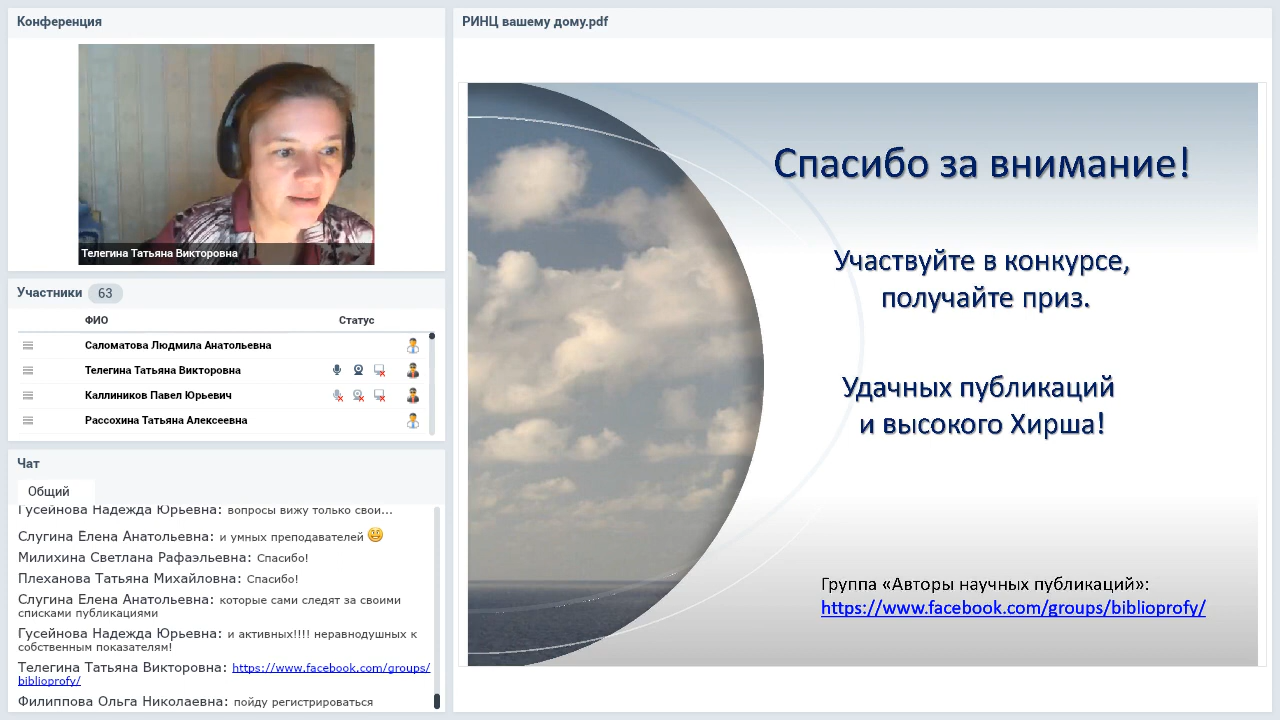 Конференция
Телегина Татьяна Викторовна
Участники 63
ФИО Статус
Саломатова Людмила Анатольевна
Телегина Татьяна Викторовна
Каллиников Павел Юрьевич
Рассохина Татьяна Алексеевна
Чат
Общий
Гусейнова Надежда Юрьевна: вопросы вижу только свои...
Слугина Елена Анатольевна: и умных преподавателей
Милихина Светлана Рафаэльевна: Спасибо!
Плеханова Татьяна Михайловна: Спасибо!
Слугина Елена Анатольевна: которые сами следят за своими
списками публикациями
Гусейнова Надежда Юрьевна: и активных!!!! неравнодушных к
собственным показателям!
Телегина Татьяна Викторовна: https://www.facebook.com/groups/
biblioprofy/
Филиппова Ольга Николаевна: пойду регистрироваться
РИНЦ вашему дому.pdf
Спасибо за внимание!
Участвуйте в конкурсе,
получайте приз.
Удачных публикаций
и высокого Хирша!
Группа «Авторы научных публикаций»:
https://www.facebook.com/groups/biblioprofy/